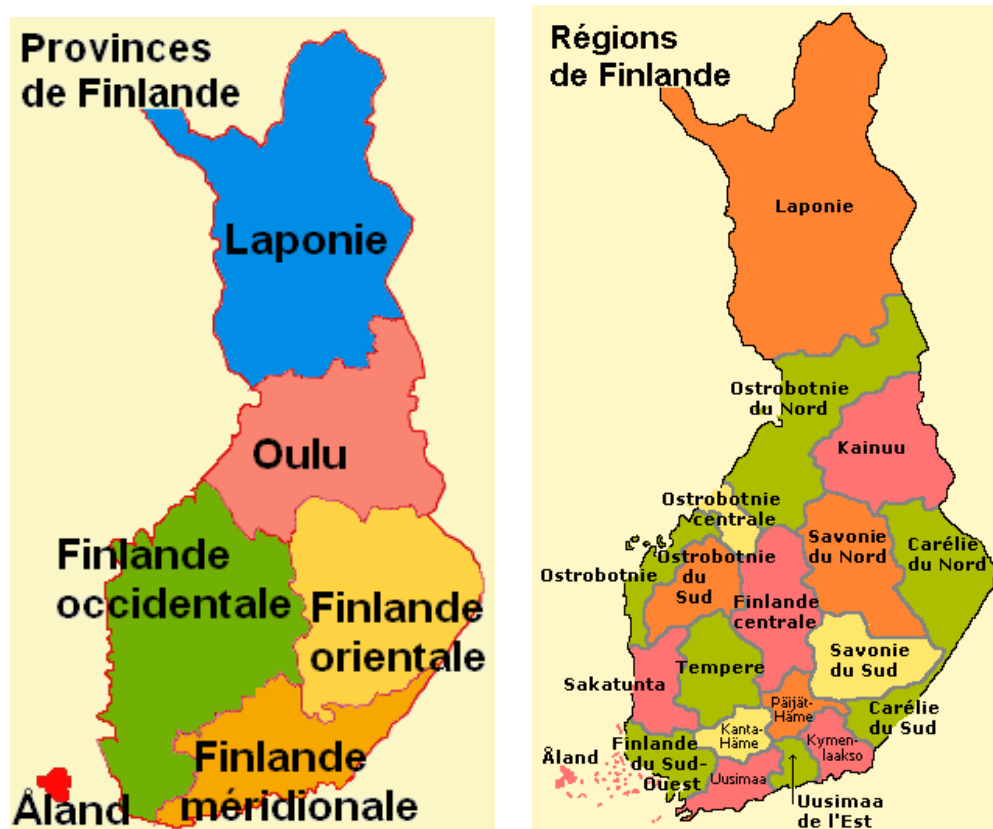 Provinces
de Finlande
Laponie
Oulu
Finlande
occidentale
Finlande
orientale
Finlande
méridionale
Åland
Régions
de Finlande
Laponie
Ostrobotnie
du Nord
Kainuu
Ostrobotnie
centrale
Savonie
du Nord
Carélie
du Nord
Ostrobotnie
Ostrobotnie
du
Sud
Finlande
centrale
Savonie
du Sud
Tempere
Sakatunta
Päijät-
Häme
Carélie
du Sud
Kanta-
Häme
Kymen-
laakso
Finlande
du Sud-
Ouest
Åland
Uusimaa
Uusimaa
de l'Est